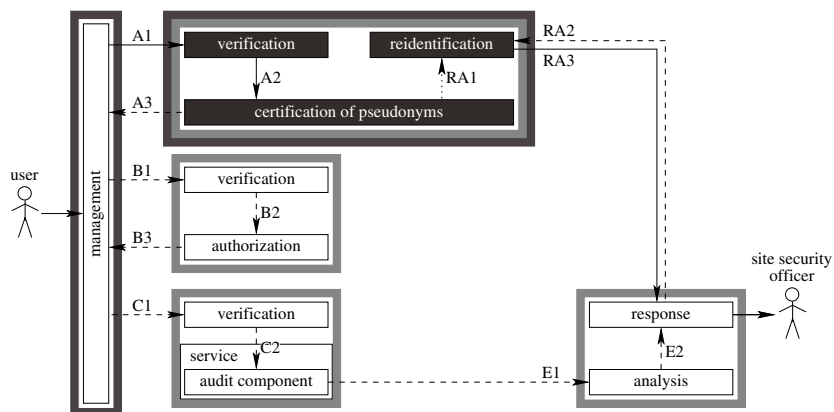 A1
verification
reidentification
RA2
RA3
A2
RA1
A3
certification of pseudonyms
user
management
B1
verification
B2
B3
authorization
site security
officer
C1
verification
response
service
C2
E2
audit component
E1
analysis